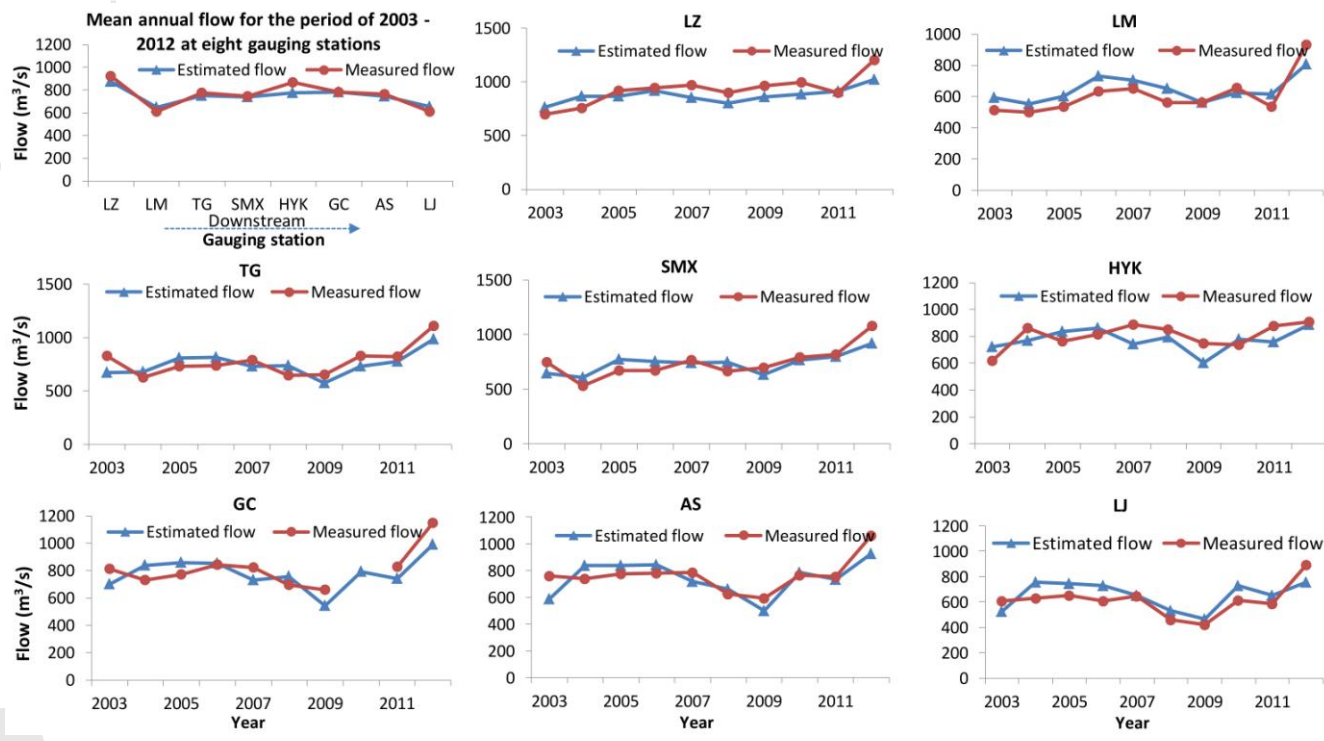 Mean annual flow for the period of 2003 -
2012 at eight gauging stations
Flow (m³/s)
1200
1000
800
600
400
200
0
Estimated flow
Measured flow
LZ LM TG SMX HYK GC AS LJ
Downstream
Gauging station
LZ
1500
1000
500
0
Estimated flow
Measured flow
2003 2005 2007 2009 2011
LM
1000
800
600
400
200
0
Estimated flow
Measured flow
2003 2005 2007 2009 2011
TG
Flow (m³/s)
1500
1000
500
0
Estimated flow
Measured flow
2003 2005 2007 2009 2011
SMX
1500
1000
500
0
Estimated flow
Measured flow
2003 2005 2007 2009 2011
HYK
1200
1000
800
600
400
200
0
Estimated flow
Measured flow
2003 2005 2007 2009 2011
GC
Flow (m³/s)
1200
1000
800
600
400
200
0
Estimated flow
Measured flow
2003 2005 2007 2009 2011
Year
AS
1200
1000
800
600
400
200
0
Estimated flow
Measured flow
2003 2005 2007 2009 2011
Year
LJ
1200
1000
800
600
400
200
0
Estimated flow
Measured flow
2003 2005 2007 2009 2011
Year